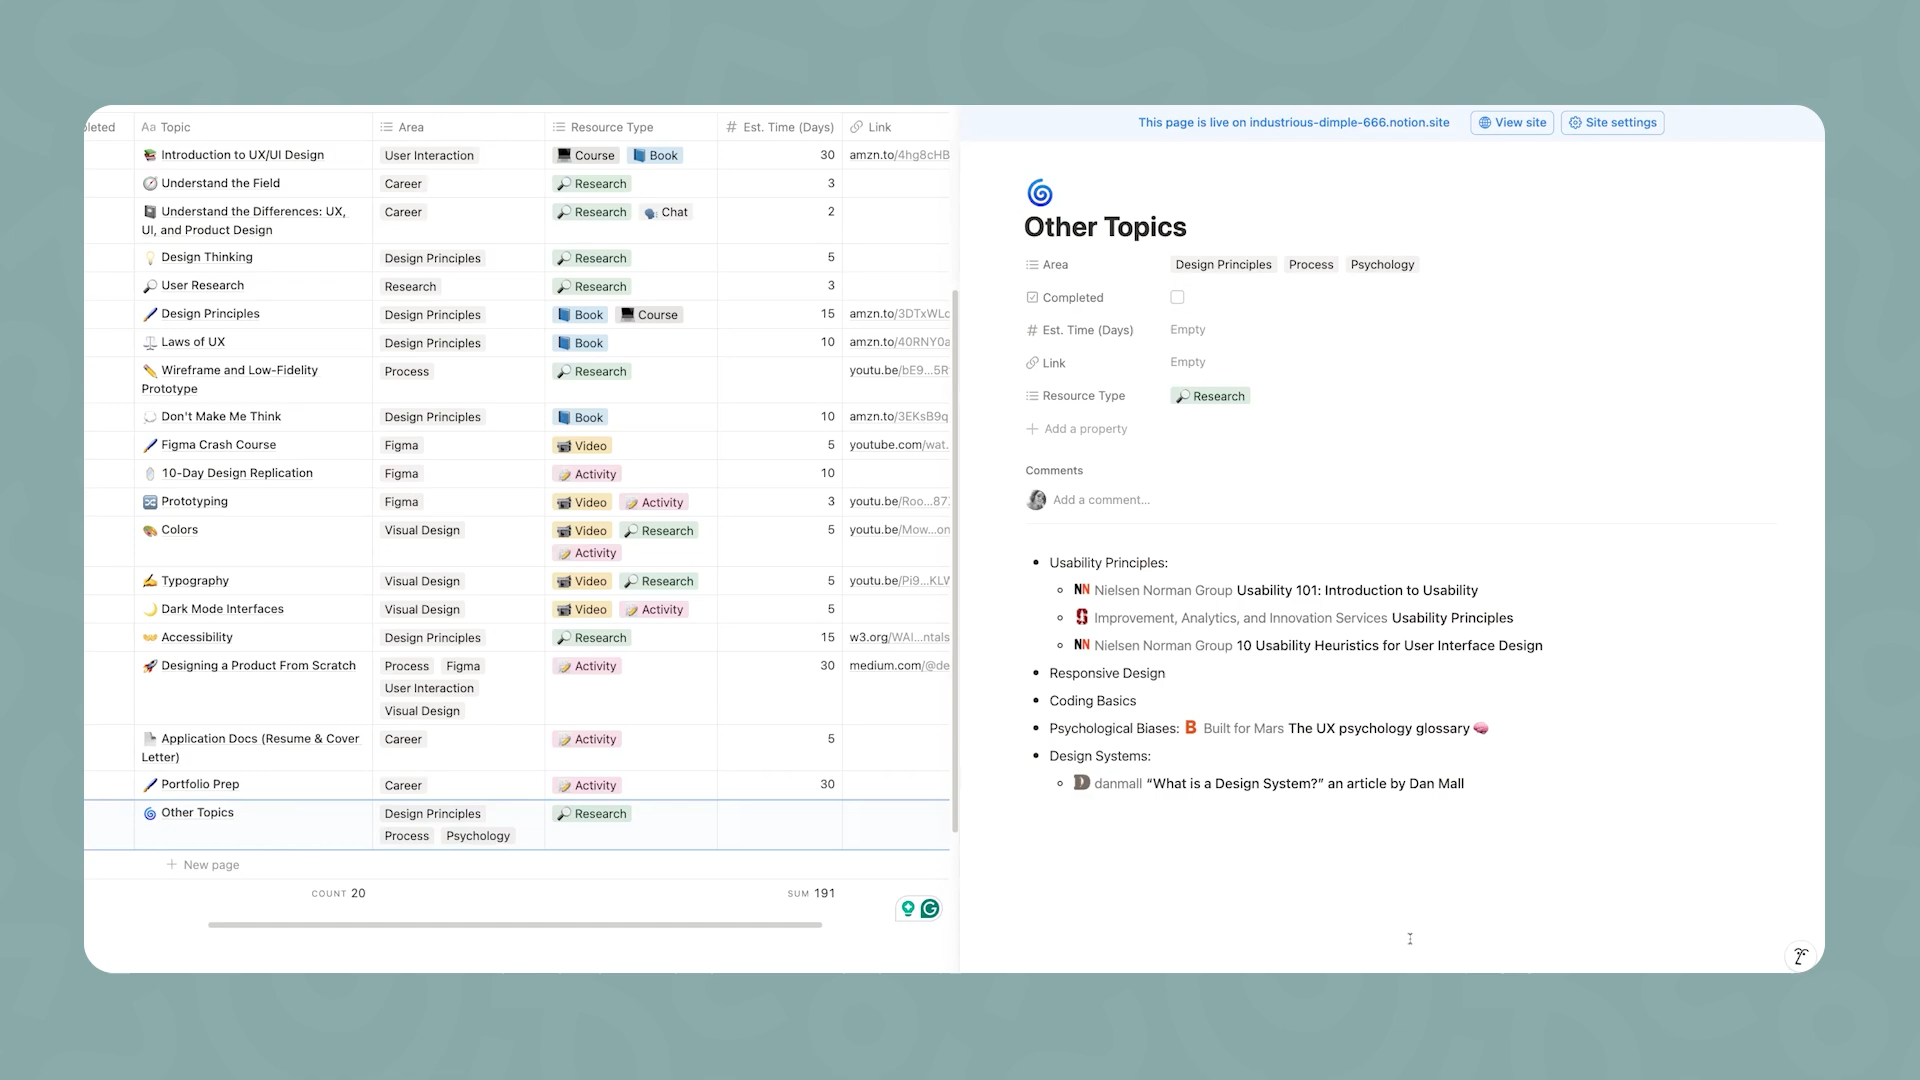 pleted
Aa Topic
Area
Resource Type
# Est. Time (Days)
Link
Introduction to UX/UI Design
User Interaction
Course Book
30
amzn.to/4hg8cHB
Understand the Field
Career
Research
3
Understand the Differences: UX,
UI, and Product Design
Career
Research Chat
2
Design Thinking
Design Principles
Research
5
User Research
Research
Research
3
Design Principles
Design Principles
Book Course
15
amzn.to/3DTxWLc
Laws of UX
Design Principles
Book
10
amzn.to/40RNY0a
Wireframe and Low-Fidelity
Prototype
Process
Research
youtu.be/bE9...5R
Don't Make Me Think
Design Principles
Book
10
amzn.to/3EKsB9q
Figma Crash Course
Figma
Video
5
youtube.com/wat.
10-Day Design Replication
Figma
Activity
10
Prototyping
Figma
Video Activity
3
youtu.be/Roo...87
Colors
Visual Design
Video Research
Activity
5
youtu.be/Mow...on
Typography
Visual Design
Video Research
5
youtu.be/Pi9...KLW
Dark Mode Interfaces
Visual Design
Video Activity
5
Accessibility
Design Principles
Research
15
w3.org/WAI...ntals
Designing a Product From Scratch
Process Figma
User Interaction
Visual Design
Activity
30
medium.com/@de
Application Docs (Resume & Cover
Letter)
Career
Activity
5
Portfolio Prep
Career
Activity
30
Other Topics
Design Principles
Process Psychology
Research
+ New page
COUNT 20
SUM 191
This page is live on industrious-dimple-666.notion.site
View site
Site settings
Other Topics
Area
Design Principles Process Psychology
Completed
# Est. Time (Days)
Empty
Link
Empty
Resource Type
Research
+ Add a property
Comments
Add a comment...
• Usability Principles:
◦ NN Nielsen Norman Group Usability 101: Introduction to Usability
◦ S Improvement, Analytics, and Innovation Services Usability Principles
◦ NN Nielsen Norman Group 10 Usability Heuristics for User Interface Design
• Responsive Design
• Coding Basics
• Psychological Biases: B Built for Mars The UX psychology glossary 🧠
• Design Systems:
◦ D danmall “What is a Design System?” an article by Dan Mall